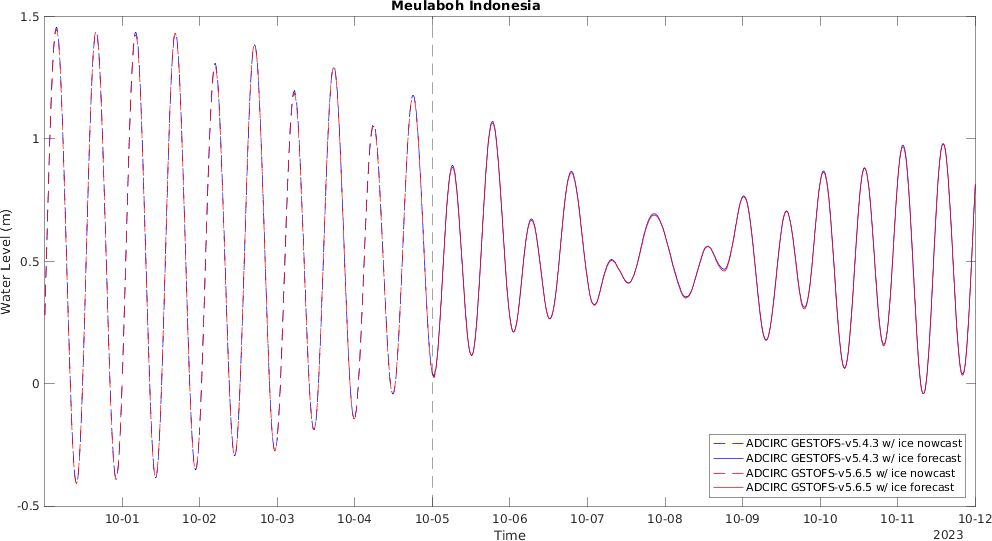 Meulaboh Indonesia
1.5
1
0.5
0
-0.5
Water Level (m)
10-01 10-02 10-03 10-04 10-05 10-06 10-07 10-08 10-09 10-10 10-11 10-12
Time
2023
ADCIRC GESTOFS-v5.4.3 w/ ice nowcast
ADCIRC GESTOFS-v5.4.3 w/ ice forecast
ADCIRC GSTOFS-v5.6.5 w/ ice nowcast
ADCIRC GSTOFS-v5.6.5 w/ ice forecast